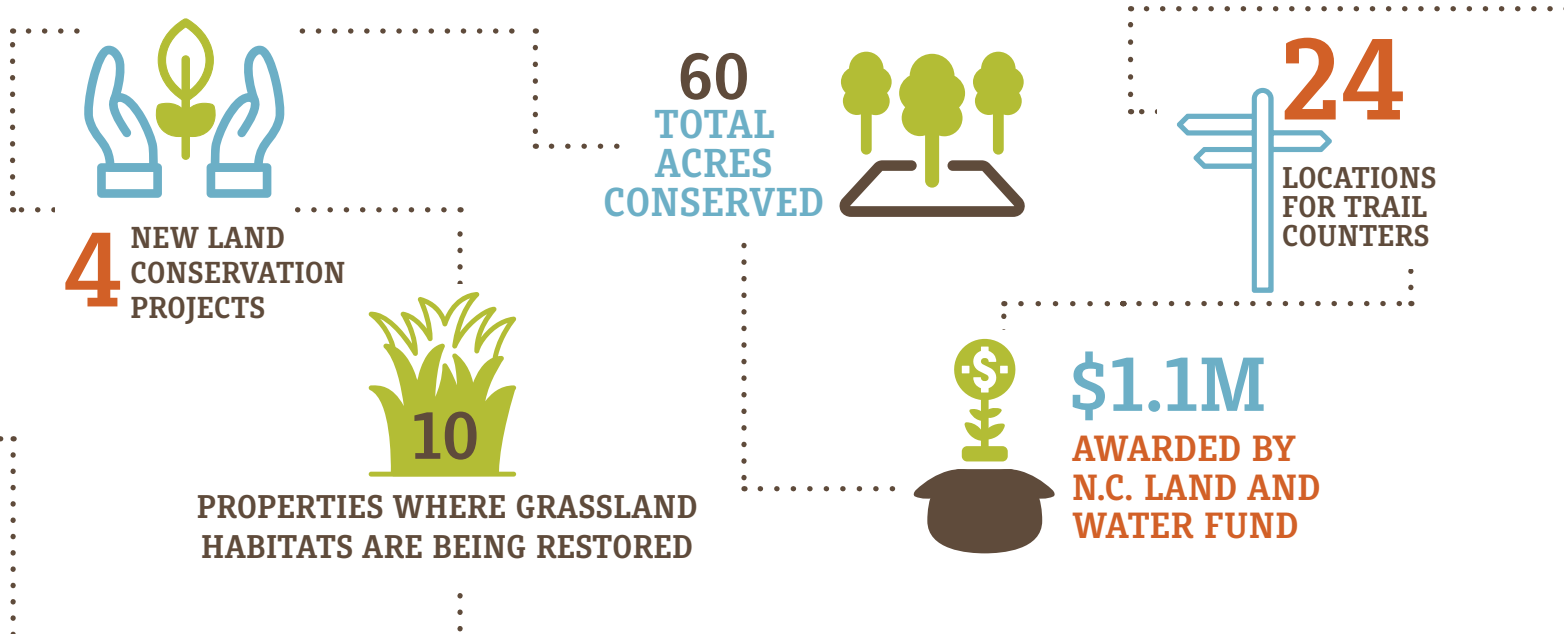 4
NEW LAND
CONSERVATION
PROJECTS
60
TOTAL
ACRES
CONSERVED
24
LOCATIONS
FOR TRAIL
COUNTERS
10
PROPERTIES WHERE GRASSLAND
HABITATS ARE BEING RESTORED
$
$1.1M
AWARDED BY
N.C. LAND AND
WATER FUND